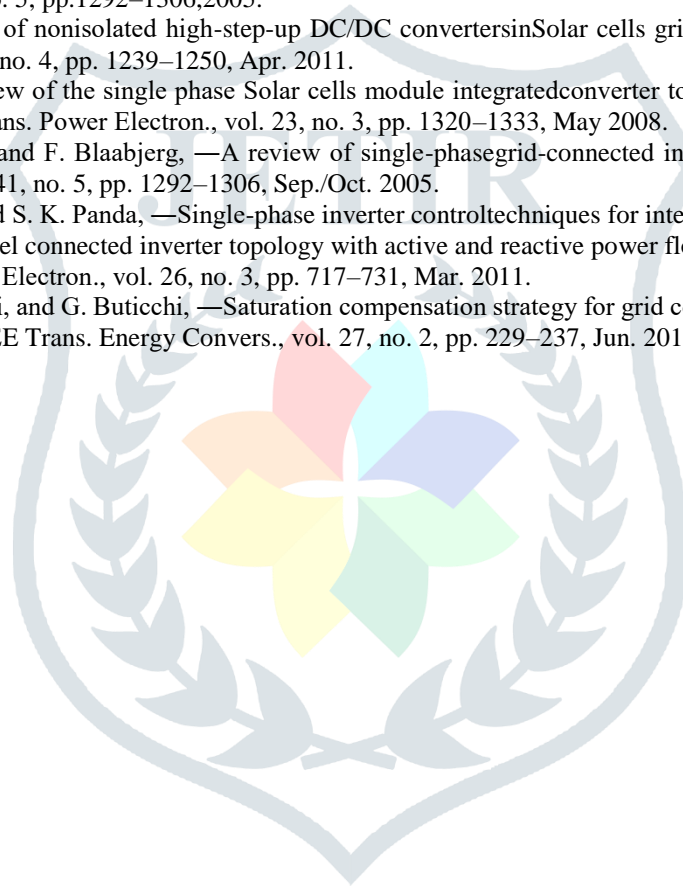 o. 5, pp.1292–1306,2005.
of nonisolated high-step-up DC/DC convertersinSolar cells gri
no. 4, pp. 1239–1250, Apr. 2011.
ew of the single phase Solar cells module integratedconverter to
ans. Power Electron., vol. 23, no. 3, pp. 1320–1333, May 2008.
and F. Blaabjerg, ―A review of single-phasegrid-connected in
41, no. 5, pp. 1292–1306, Sep./Oct. 2005.
d S. K. Panda, ―Single-phase inverter controltechniques for inte
el connected inverter topology with active and reactive power flo
Electron., vol. 26, no. 3, pp. 717–731, Mar. 2011.
i, and G. Buticchi, ―Saturation compensation strategy for grid c
EE Trans. Energy Convers., vol. 27, no. 2, pp. 229–237, Jun. 201
JETIR